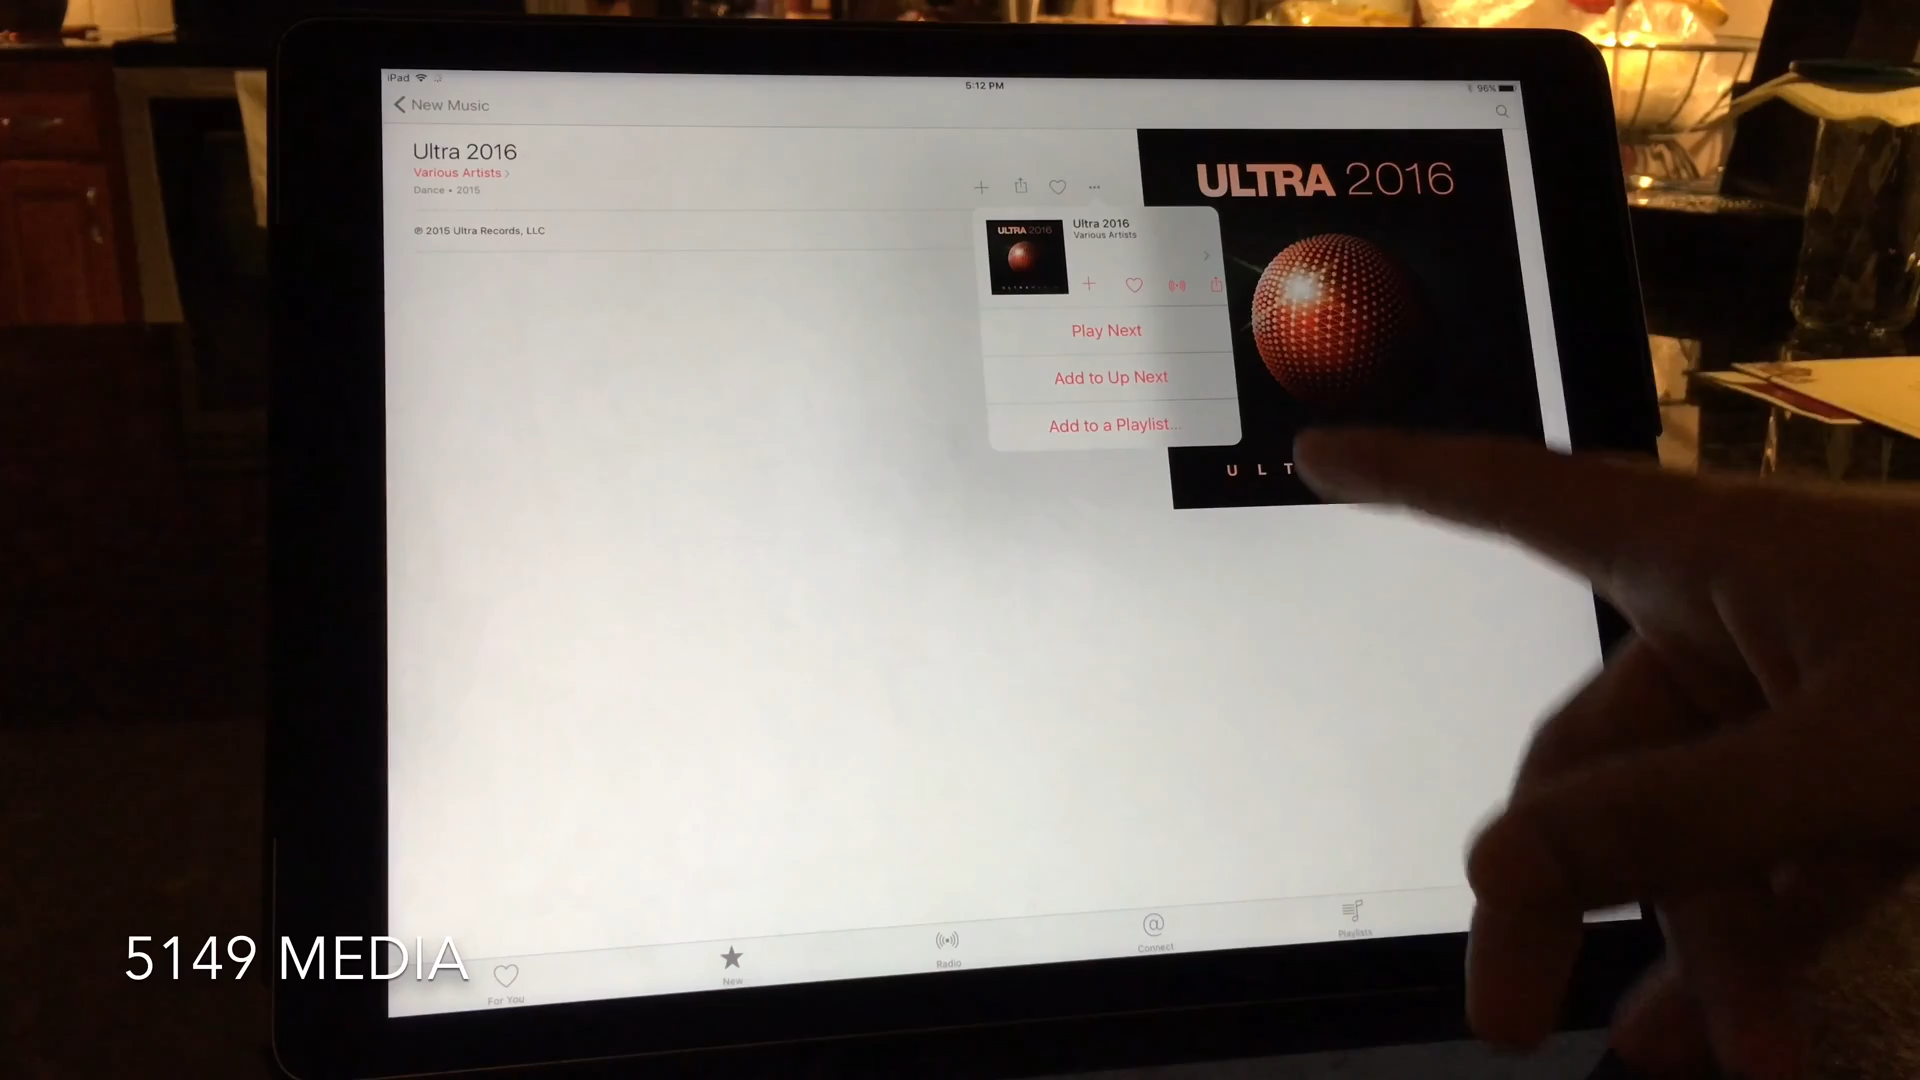 iPad
5:12 PM
96%
New Music
Ultra 2016
Various Artists
Dance • 2015
℗ 2015 Ultra Records, LLC
ULTRA 2016
ULTRA 2016
Ultra 2016
Various Artists
Play Next
Add to Up Next
Add to a Playlist...
U L T
For You
New
Radio
Connect
Playlists
5149 MEDIA